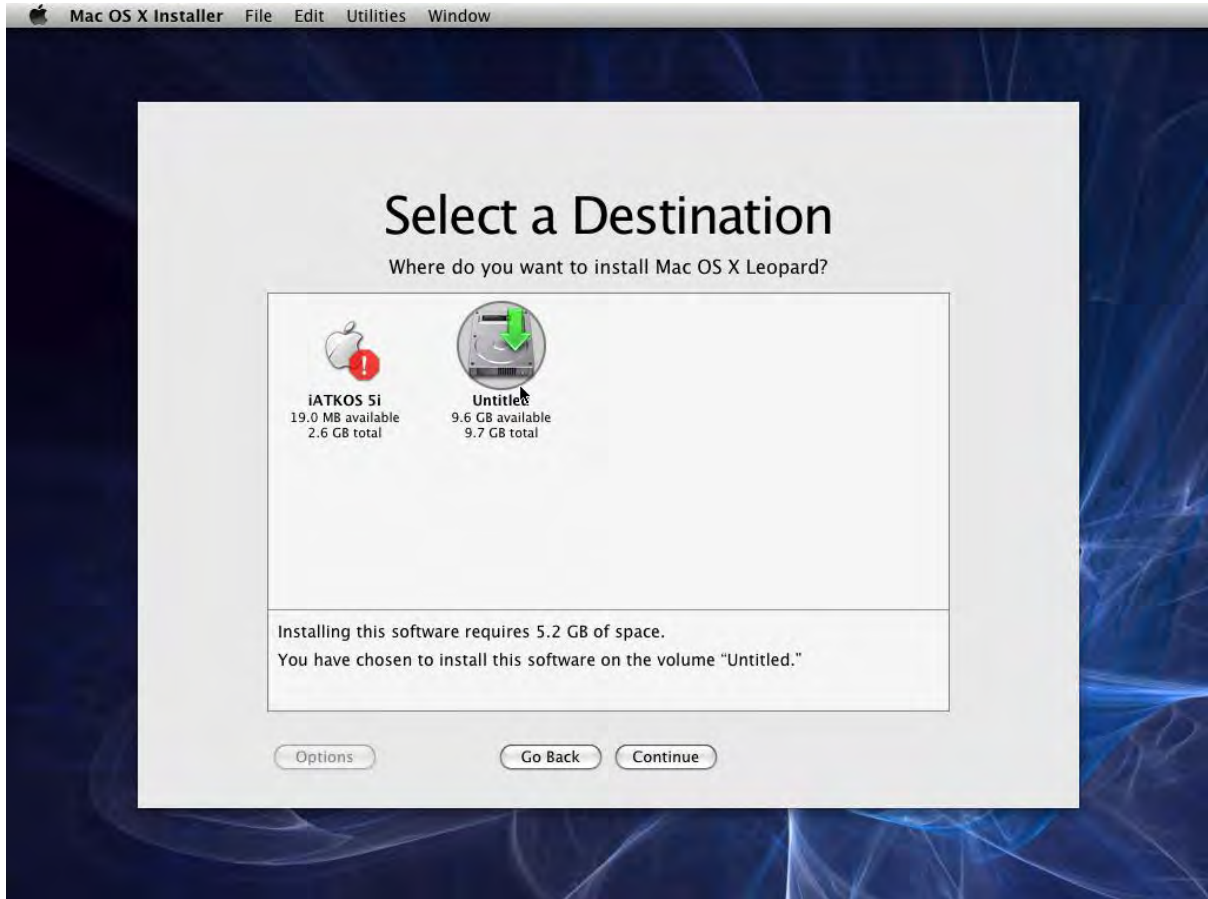 Mac OS X Installer File Edit Utilities Window
Select a Destination
Where do you want to install Mac OS X Leopard?
iATKOS 5i
19.0 MB available
2.6 GB total
Untitled
9.6 GB available
9.7 GB total
Installing this software requires 5.2 GB of space.
You have chosen to install this software on the volume “Untitled.”
Options Go Back Continue